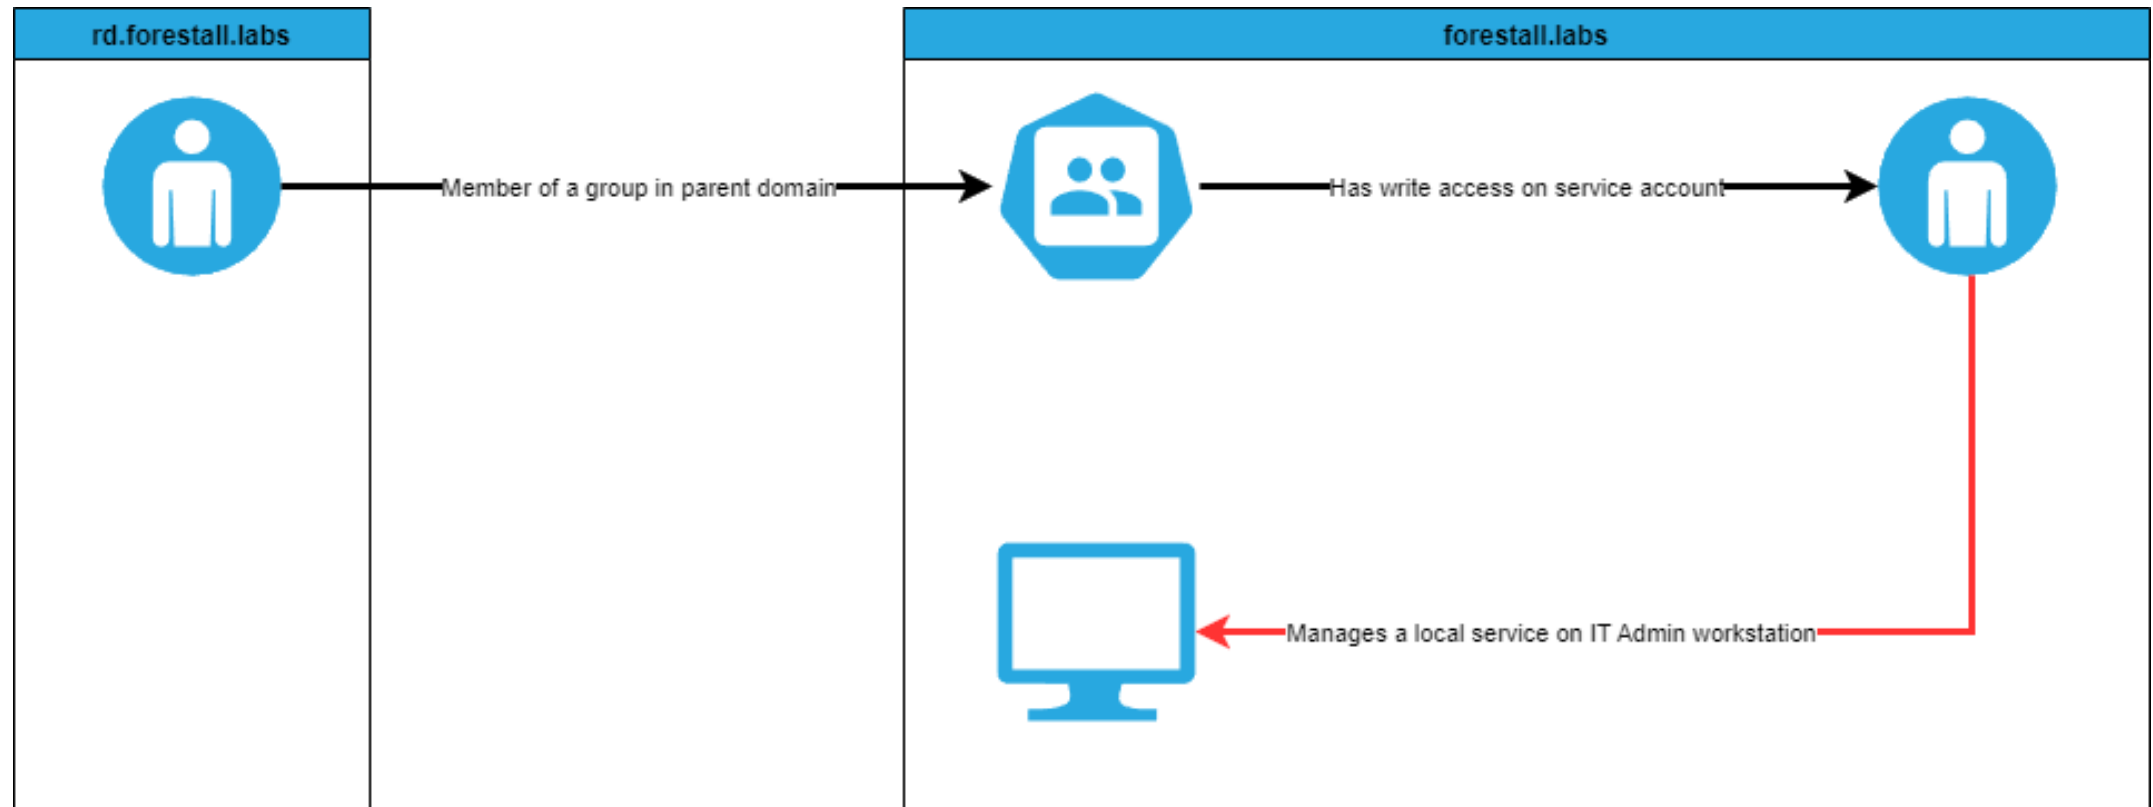 rd.forestall.labs
forestall.labs
Member of a group in parent domain
Has write access on service account
Manages a local service on IT Admin workstation